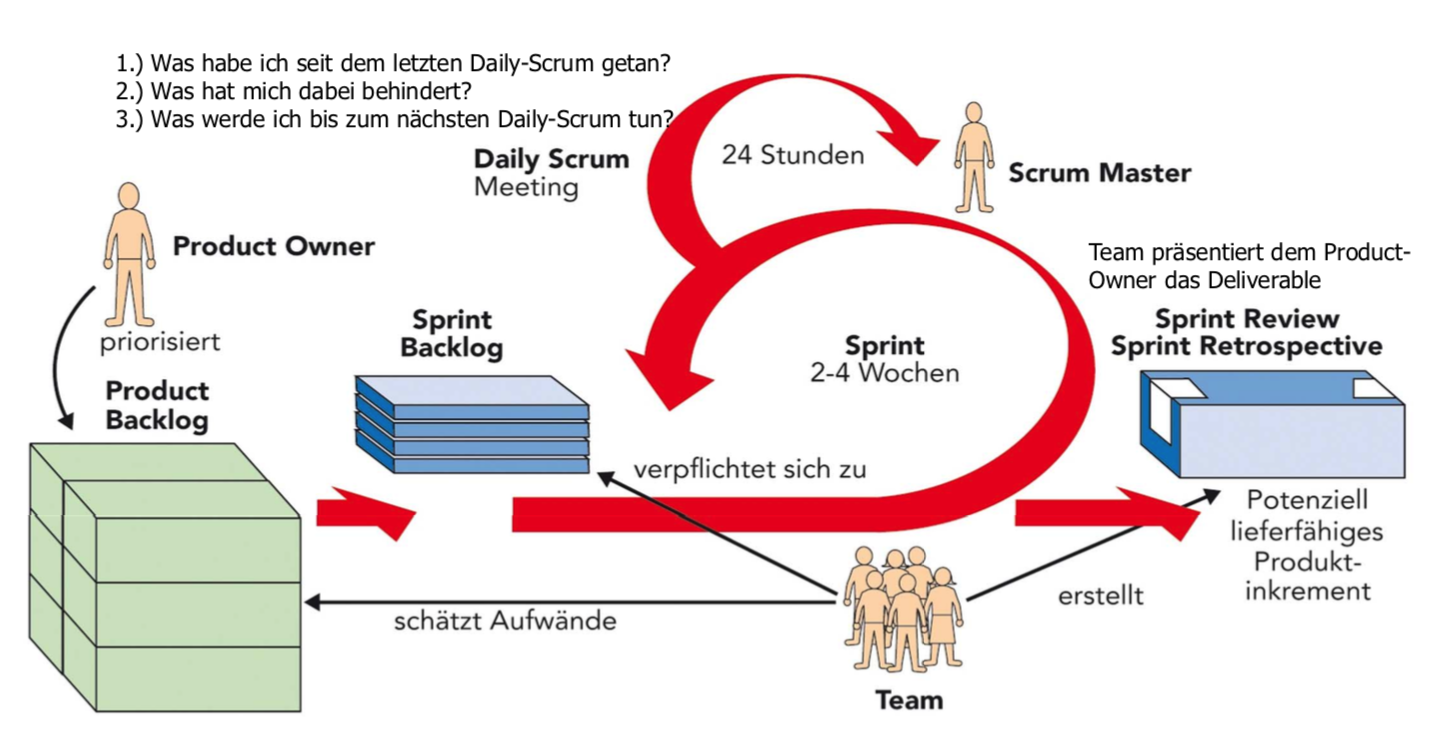 1.) Was habe ich seit dem letzten Daily-Scrum getan?
2.) Was hat mich dabei behindert?
3.) Was werde ich bis zum nächsten Daily-Scrum tun?
Daily Scrum
Meeting
24 Stunden
Scrum Master
Product Owner
priorisiert
Product
Backlog
Sprint
Backlog
Sprint
2-4 Wochen
Team präsentiert dem Product-
Owner das Deliverable
Sprint Review
Sprint Retrospective
verpflichtet sich zu
Potenziell
lieferfähiges
Produkt-
inkrement
erstellt
schätzt Aufwände
Team